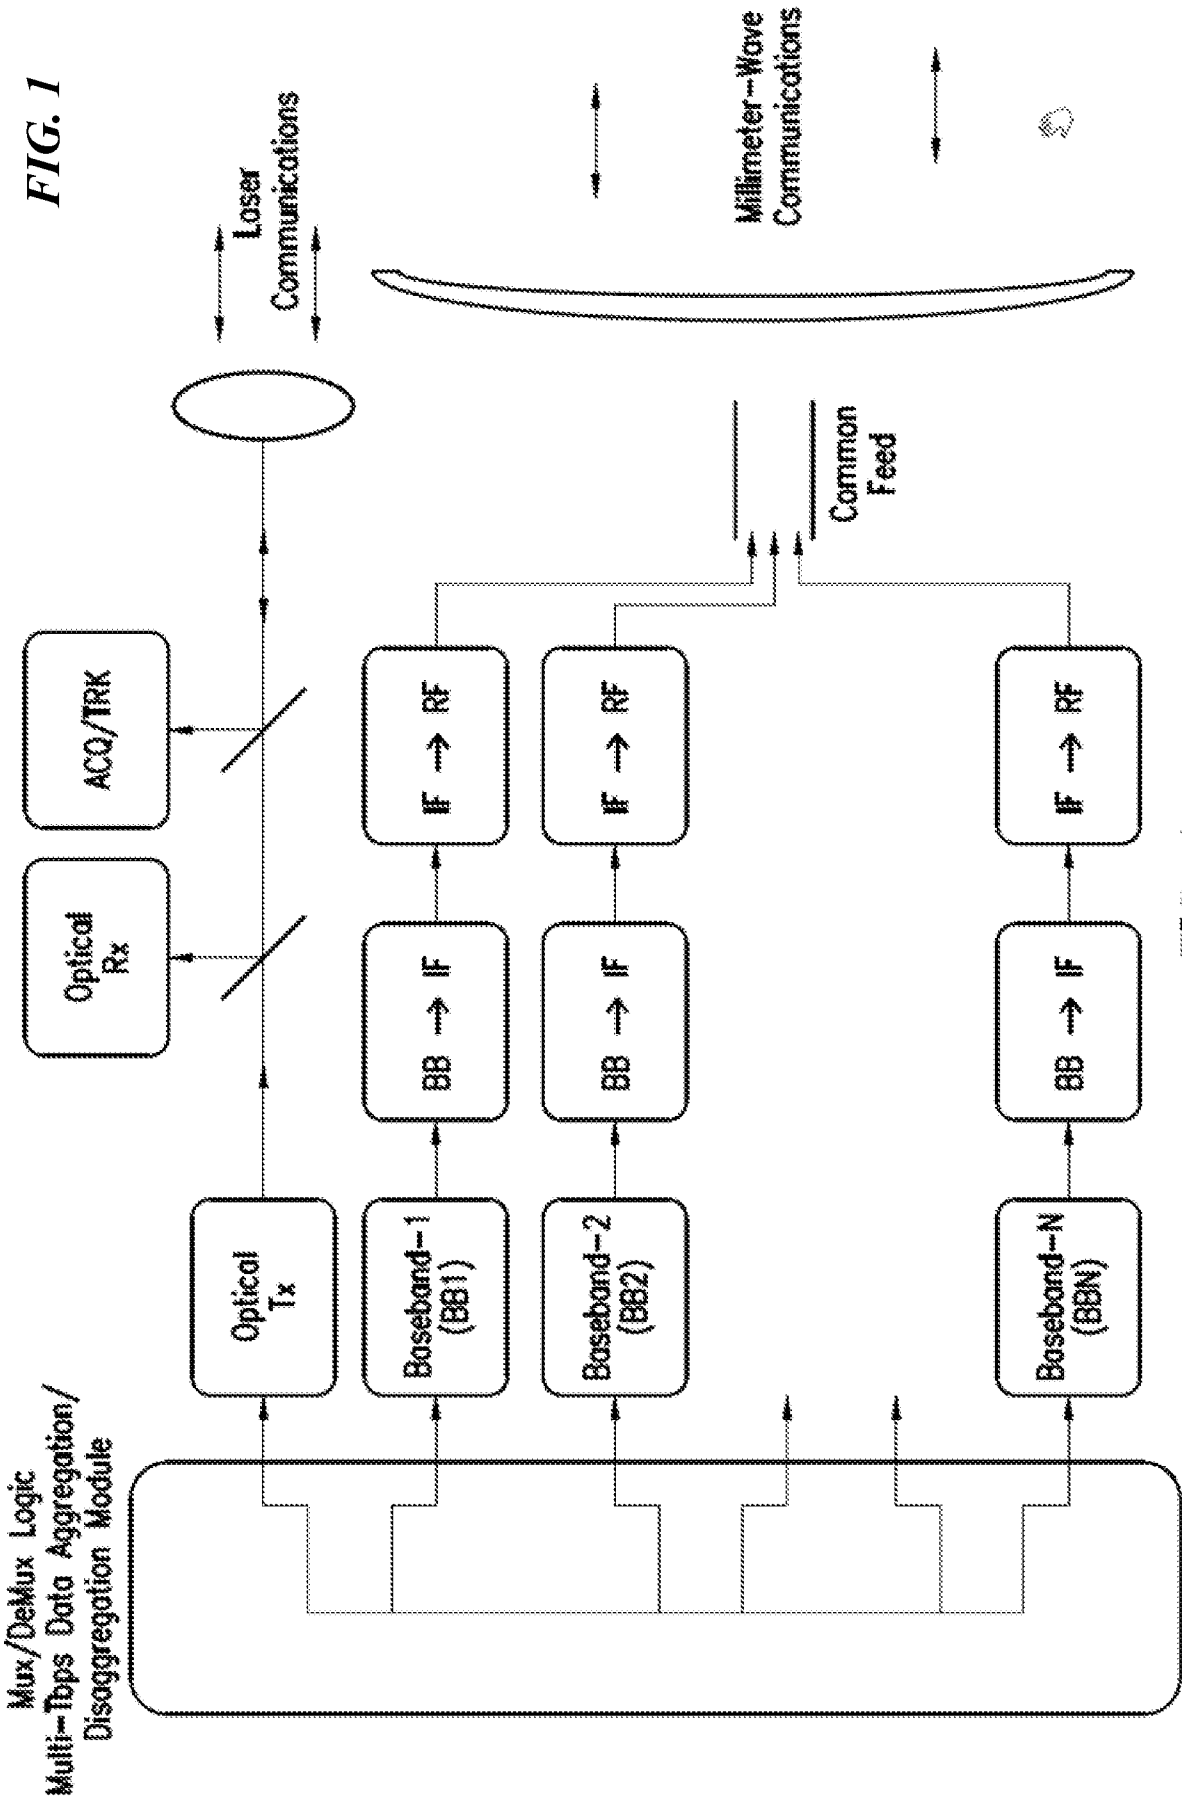 FIG. 1
Mux/DeMux Logic
Multi-Tbps Data Aggregation/
Disaggregation Module
Optical
Rx
ACQ/TRK
Optical
Tx
Laser
Communications
Baseband-1
(BB1)
BB → IF
IF → RF
Baseband-2
(BB2)
BB → IF
IF → RF
Common
Feed
Millimeter-Wave
Communications
Baseband-N
(BBN)
BB → IF
IF → RF